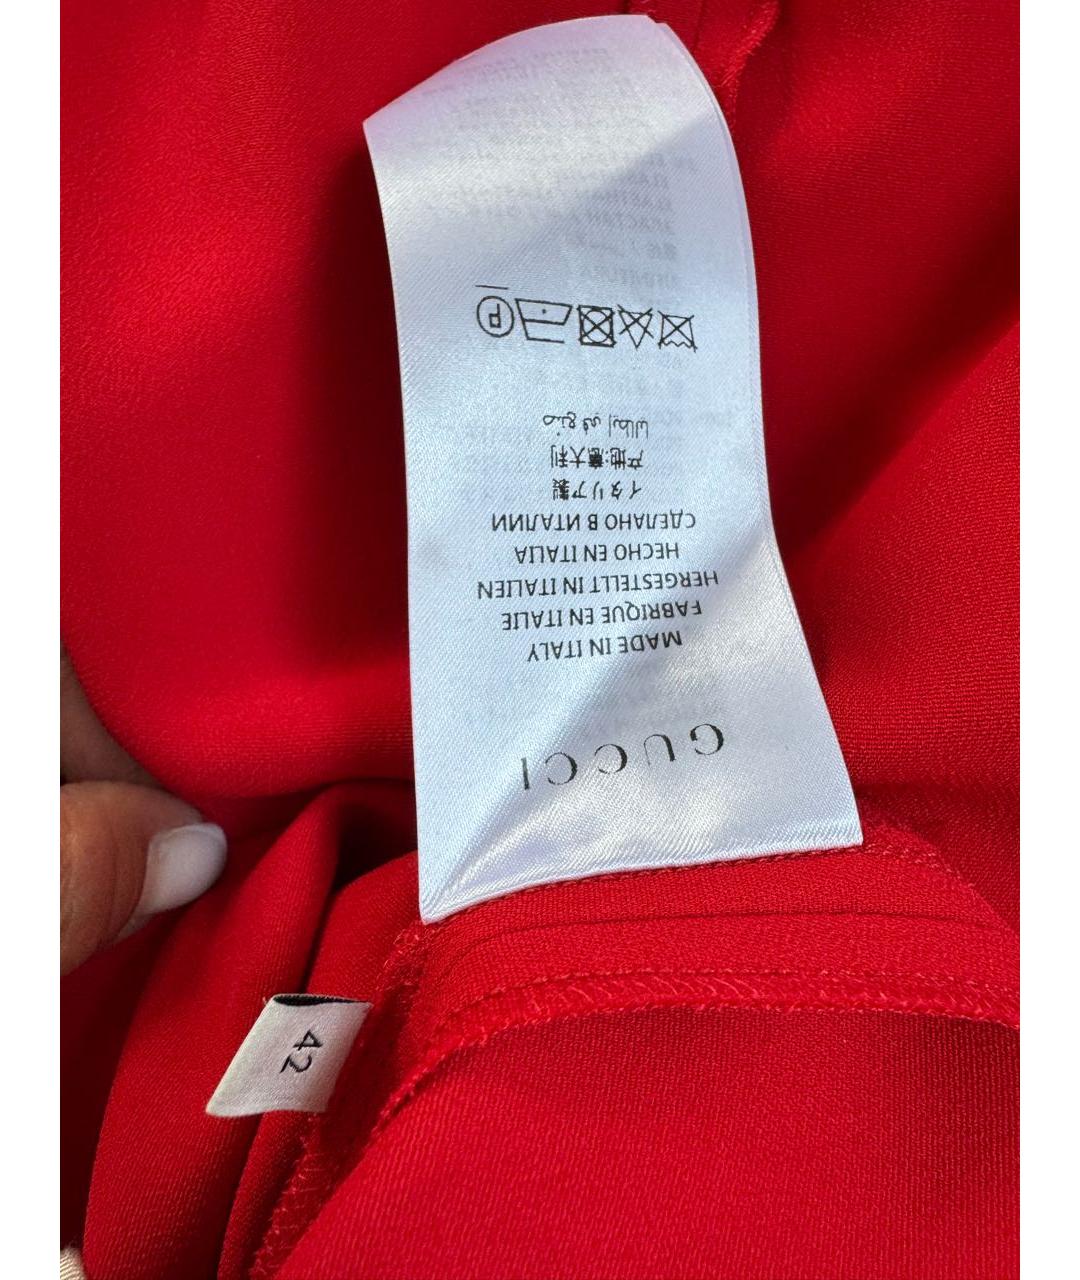 GUCCI
MADE IN ITALY
FABRIQUE EN ITALIE
HERGESTELLT IN ITALIEN
HECHO EN ITALIA
СДЕЛАНО В ИТАЛИИ
イタリア製
产地:意大利
صنع في إيطاليا
P
42